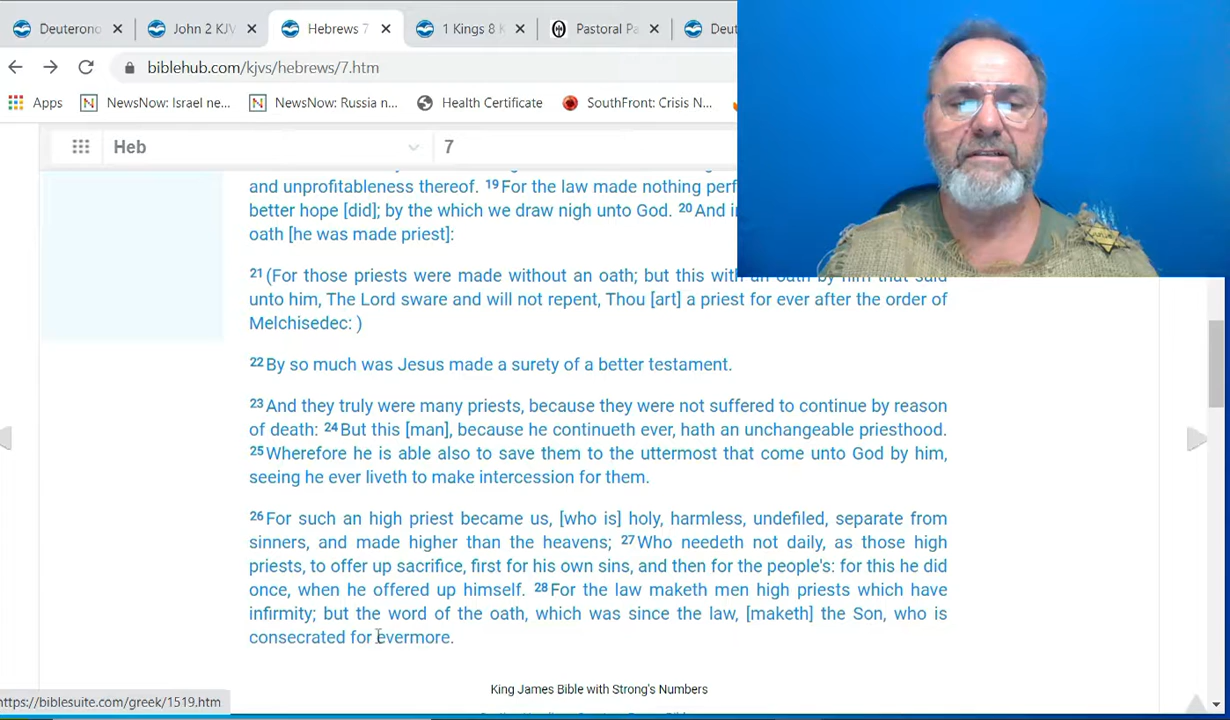 Deuterono
John 2 KJV
Hebrews 7
1 Kings 8 K
Pastoral Pa
Deut
biblehub.com/kjvs/hebrews/7.htm
Apps
NewsNow: Israel ne...
NewsNow: Russia n...
Health Certificate
SouthFront: Crisis N...
Heb
7
and unprofitableness thereof. 19 For the law made nothing perf
better hope [did]; by the which we draw nigh unto God. 20 And in
oath [he was made priest]:
21 (For those priests were made without an oath; but this with an oath by him that said
unto him, The Lord sware and will not repent, Thou [art] a priest for ever after the order of
Melchisedec: )
22 By so much was Jesus made a surety of a better testament.
23 And they truly were many priests, because they were not suffered to continue by reason
of death: 24 But this [man], because he continueth ever, hath an unchangeable priesthood.
25 Wherefore he is able also to save them to the uttermost that come unto God by him,
seeing he ever liveth to make intercession for them.
26 For such an high priest became us, [who is] holy, harmless, undefiled, separate from
sinners, and made higher than the heavens; 27 Who needeth not daily, as those high
priests, to offer up sacrifice, first for his own sins, and then for the people's: for this he did
once, when he offered up himself. 28 For the law maketh men high priests which have
infirmity; but the word of the oath, which was since the law, [maketh] the Son, who is
consecrated for evermore.
King James Bible with Strong's Numbers
https://biblesuite.com/greek/1519.htm